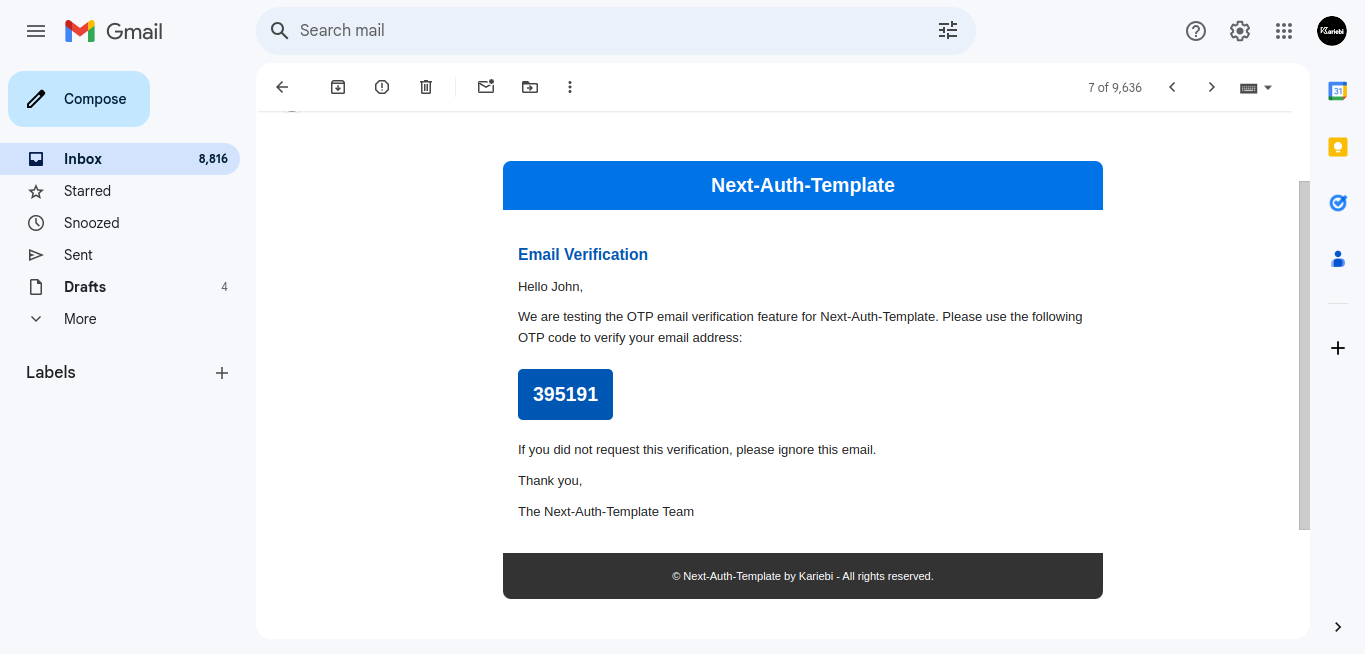 Gmail
Search mail
Kariebi
Compose
7 of 9,636
31
Inbox 8,816
Starred
Snoozed
Sent
Drafts 4
More
Labels
Next-Auth-Template
Email Verification
Hello John,
We are testing the OTP email verification feature for Next-Auth-Template. Please use the following
OTP code to verify your email address:
395191
If you did not request this verification, please ignore this email.
Thank you,
The Next-Auth-Template Team
© Next-Auth-Template by Kariebi - All rights reserved.